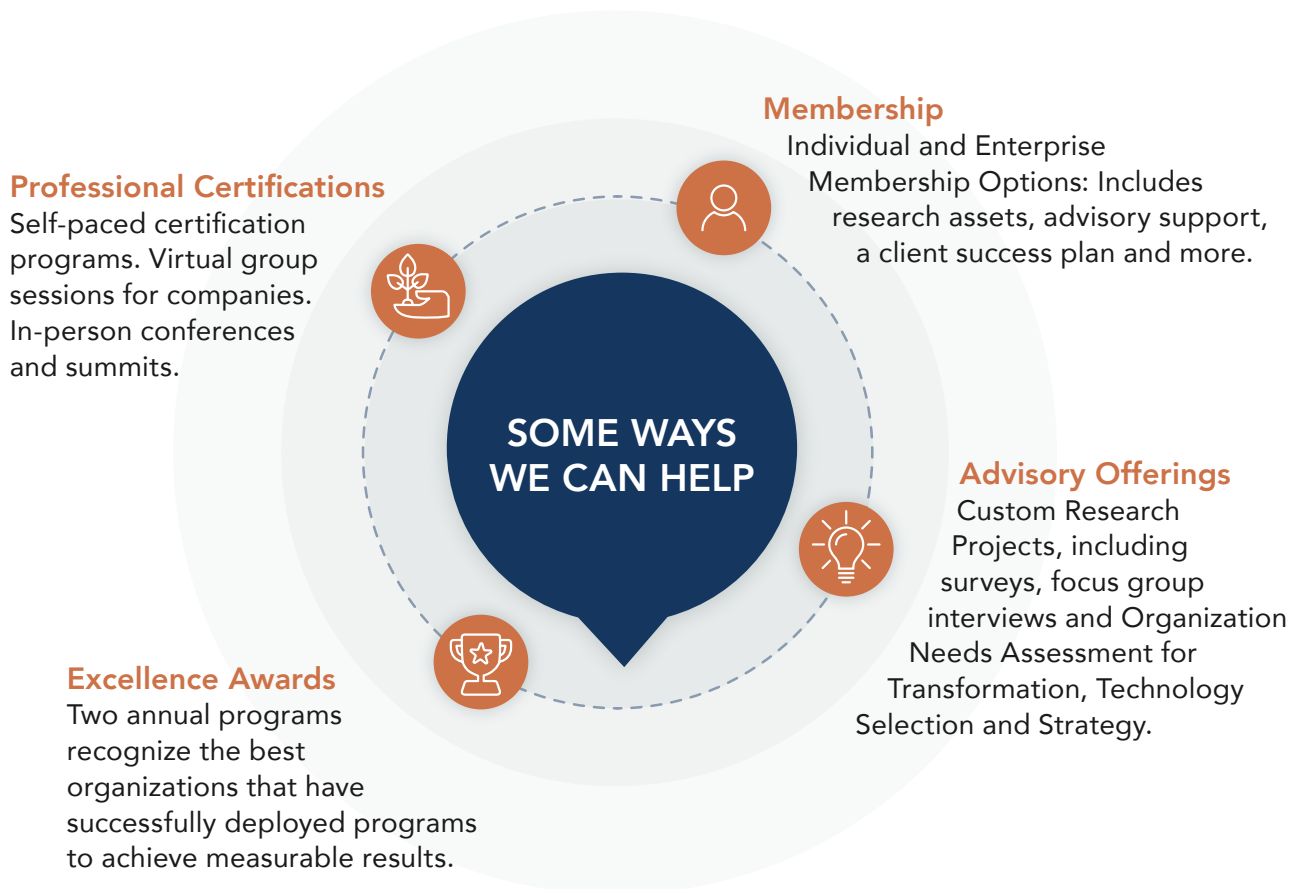 SOME WAYS
WE CAN HELP
Professional Certifications
Self-paced certification
programs. Virtual group
sessions for companies.
In-person conferences
and summits.
Membership
Individual and Enterprise
Membership Options: Includes
research assets, advisory support,
a client success plan and more.
Advisory Offerings
Custom Research
Projects, including
surveys, focus group
interviews and Organization
Needs Assessment for
Transformation, Technology
Selection and Strategy.
Excellence Awards
Two annual programs
recognize the best
organizations that have
successfully deployed programs
to achieve measurable results.